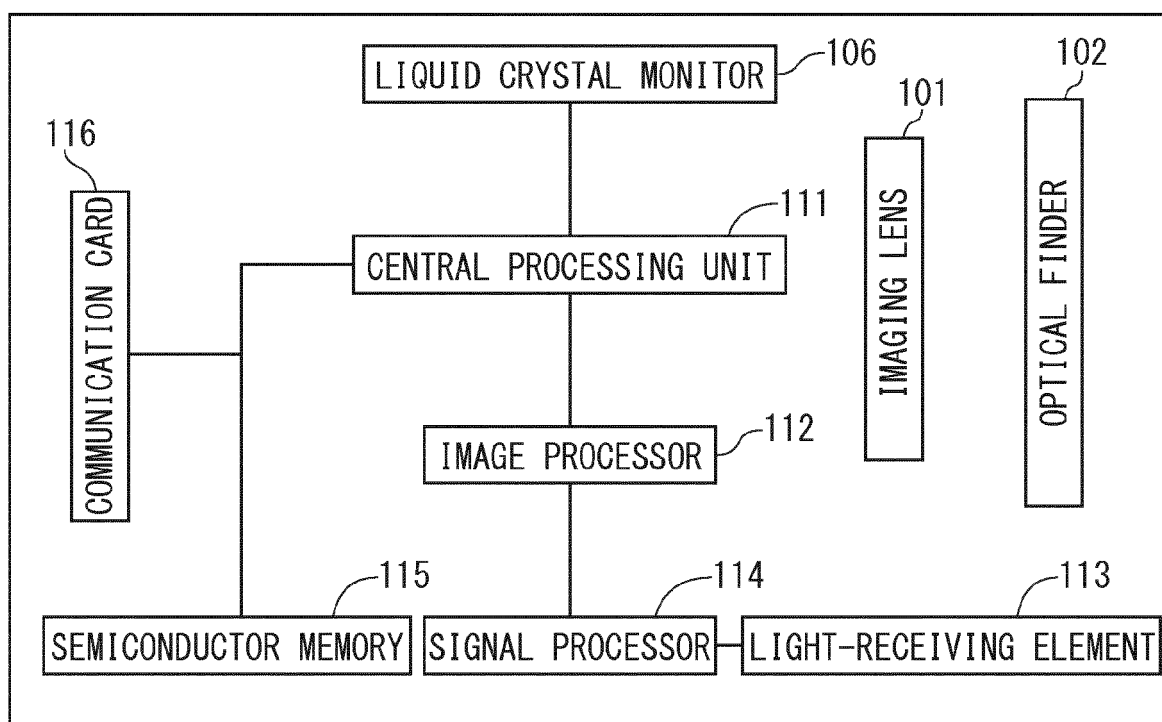 LIQUID CRYSTAL MONITOR
106
102
101
116
COMMUNICATION CARD
111
CENTRAL PROCESSING UNIT
IMAGING LENS
OPTICAL FINDER
112
IMAGE PROCESSOR
115
SEMICONDUCTOR MEMORY
114
SIGNAL PROCESSOR
113
LIGHT-RECEIVING ELEMENT